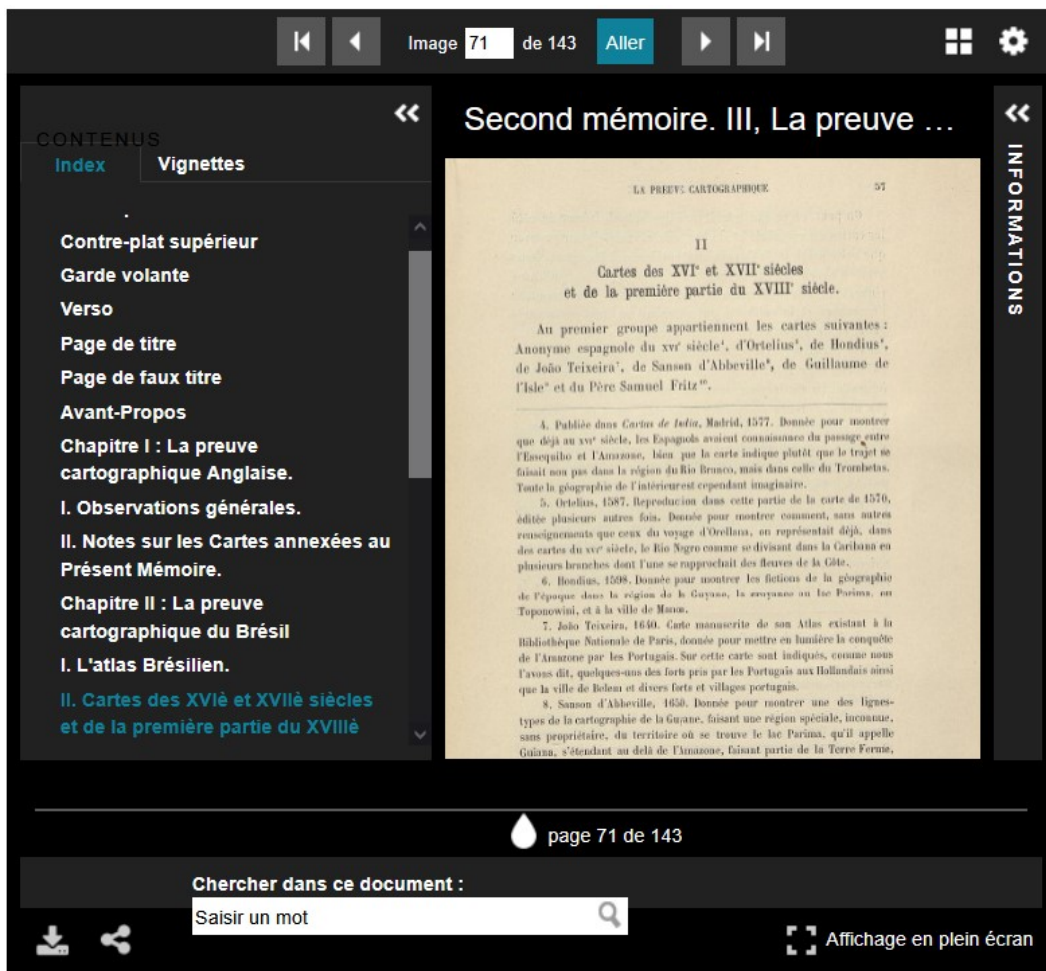 Image 71 de 143 Aller
CONTENUS
Index Vignettes
Contre-plat supérieur
Garde volante
Verso
Page de titre
Page de faux titre
Avant-Propos
Chapitre I : La preuve
cartographique Anglaise.
I. Observations générales.
II. Notes sur les Cartes annexées au
Présent Mémoire.
Chapitre II : La preuve
cartographique du Brésil
I. L'atlas Brésilien.
II. Cartes des XVIè et XVIIè siècles
et de la première partie du XVIIIè
Second mémoire. III, La preuve ...
LA PREUVE CARTOGRAPHIQUE 57
II
Cartes des XVIᵉ et XVIIᵉ siècles
et de la première partie du XVIIIᵉ siècle.
Au premier groupe appartiennent les cartes suivantes :
Anonyme espagnole du xvıᵉ siècle⁴, d'Ortelius⁵, de Hondius⁶,
de João Teixeira⁷, de Sanson d'Abbeville⁸, de Guillaume de
l'Isle⁹ et du Père Samuel Fritz¹⁰.
4. Publiée dans Cartas de India, Madrid, 1577. Donnée pour montrer
que déjà au xvıᵉ siècle, les Espagnols avaient connaissance du passage entre
l'Essequibo et l'Amazone, bien que la carte indique plutôt que le trajet se
faisait non pas dans la région du Rio Branco, mais dans celle du Trombetas.
Toute la géographie de l'intérieur est cependant imaginaire.
5. Ortelius, 1587. Reproducion dans cette partie de la carte de 1570,
éditée plusieurs autres fois. Donnée pour montrer comment, sans autres
renseignements que ceux du voyage d'Orellana, on représentait déjà, dans
des cartes du xvıᵉ siècle, le Rio Negro comme se divisant dans la Caribana en
plusieurs branches dont l'une se rapprochait des fleuves de la Côte.
6. Hondius, 1598. Donnée pour montrer les fictions de la géographie
de l'époque dans la région de la Guyane, la croyance au lac Parima, ou
Toponowini, et à la ville de Manoa.
7. João Teixeira, 1640. Carte manuscrite de son Atlas existant à la
Bibliothèque Nationale de Paris, donnée pour mettre en lumière la conquête
de l'Amazone par les Portugais. Sur cette carte sont indiqués, comme nous
l'avons dit, quelques-uns des forts pris par les Portugais aux Hollandais ainsi
que la ville de Belem et divers forts et villages portugais.
8. Sanson d'Abbeville, 1650. Donnée pour montrer une des lignes-
types de la cartographie de la Guyane, faisant une région spéciale, inconnue,
sans propriétaire, du territoire où se trouve le lac Parima, qu'il appelle
Guiana, s'étendant au delà de l'Amazone, faisant partie de la Terre Ferme,
INFORMATIONS
page 71 de 143
Chercher dans ce document :
Saisir un mot
Affichage en plein écran